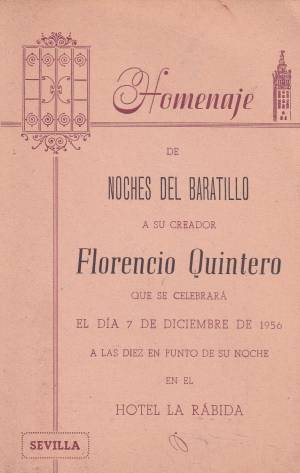 Homenaje
DE
NOCHES DEL BARATILLO
A SU CREADOR
Florencio Quintero
QUE SE CELEBRARÁ
EL DÍA 7 DE DICIEMBRE DE 1956
A LAS DIEZ EN PUNTO DE SU NOCHE
EN EL
HOTEL LA RÁBIDA
SEVILLA